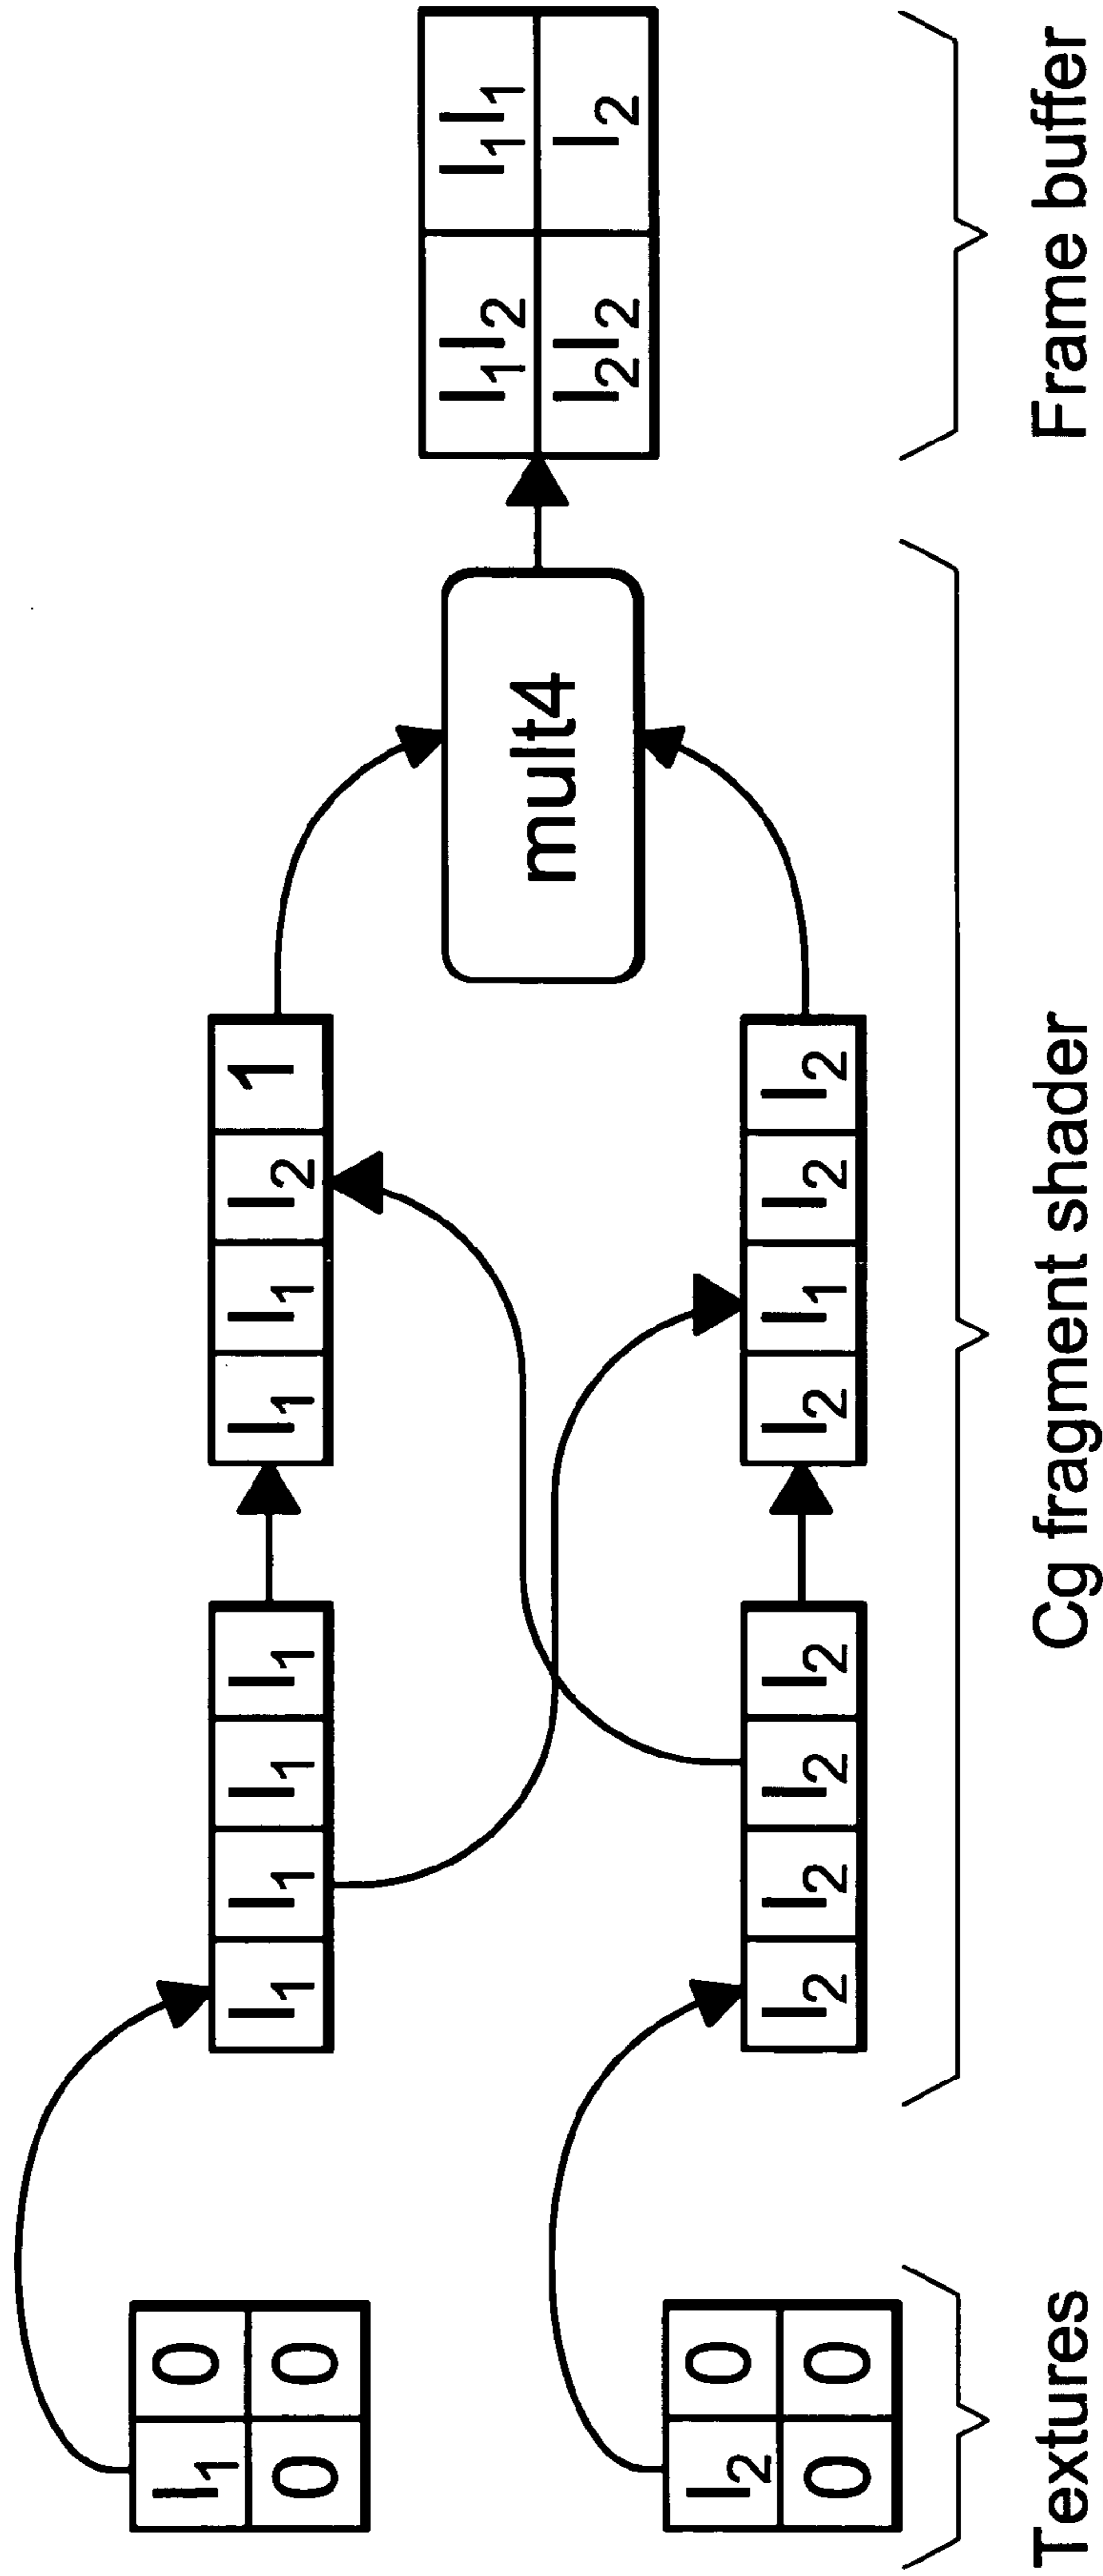 I₁ 0
0 0
I₂ 0
0 0
Textures
I₁ I₁ I₁ I₁
I₂ I₂ I₂ I₂
I₁ I₁ I₂ 1
I₂ I₁ I₂ I₂
mult4
Cg fragment shader
I₁I₂ I₁I₁
I₂I₂ I₂
Frame buffer